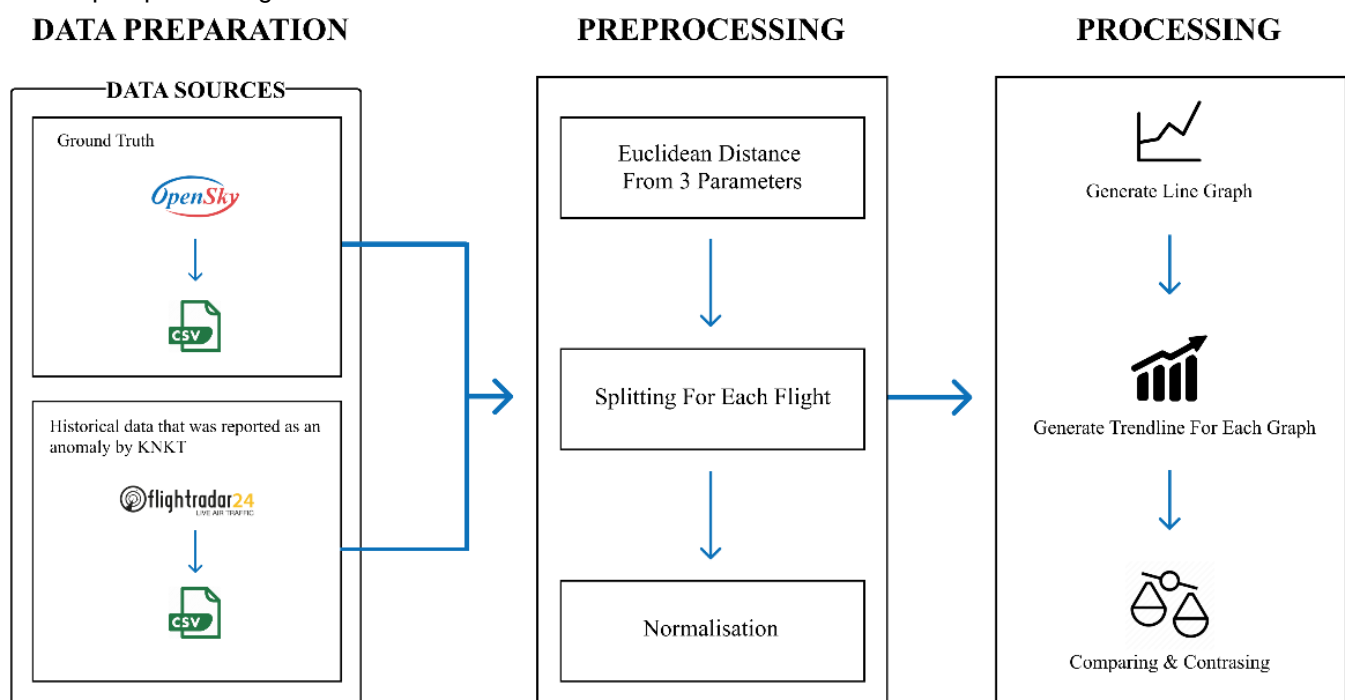 DATA PREPARATION
PREPROCESSING
PROCESSING
DATA SOURCES
Ground Truth
OpenSky
CSV
Historical data that was reported as an
anomaly by KNKT
flightradar24
LIVE AIR TRAFFIC
CSV
Euclidean Distance
From 3 Parameters
Splitting For Each Flight
Normalisation
Generate Line Graph
Generate Trendline For Each Graph
Comparing & Contrasing